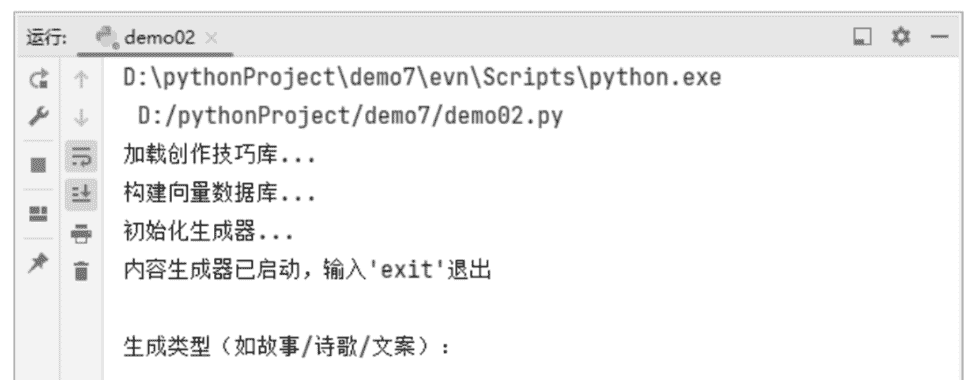 运行: demo02
D:\pythonProject\demo7\evn\Scripts\python.exe
D:/pythonProject/demo7/demo02.py
加载创作技巧库...
构建向量数据库...
初始化生成器...
内容生成器已启动，输入'exit'退出
生成类型（如故事/诗歌/文案）: